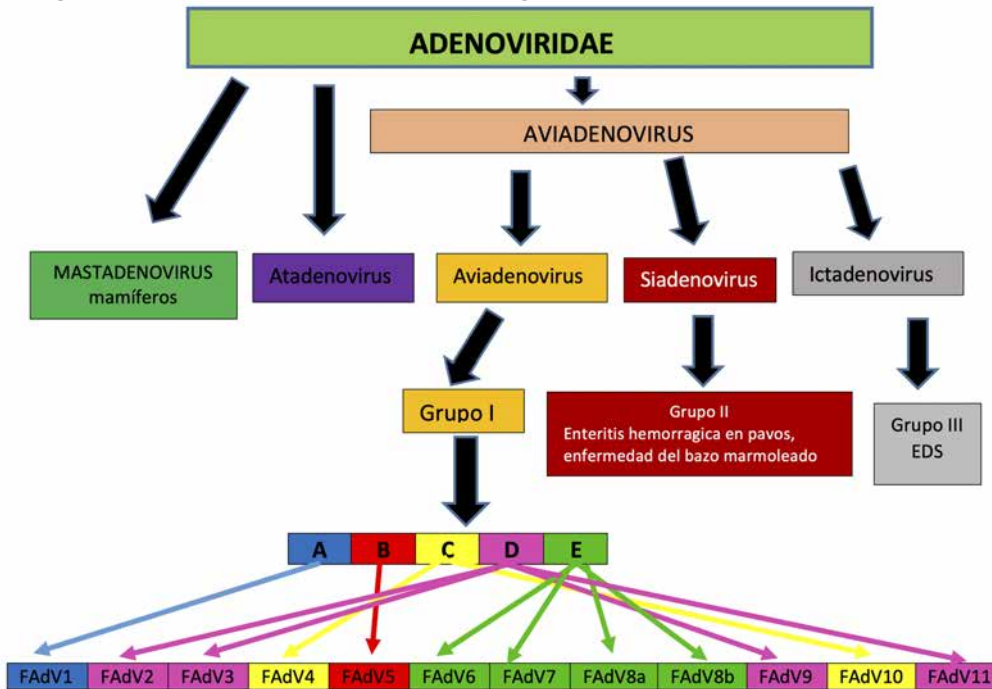 ADENOVIRIDAE
AVIADENOVIRUS
MASTADENOVIRUS
mamíferos
Atadenovirus
Aviadenovirus
Siadenovirus
Ictadenovirus
Grupo I
Grupo II
Enteritis hemorragica en pavos,
enfermedad del bazo marmoleado
Grupo III
EDS
A B C D E
FAdV1 FAdV2 FAdV3 FAdV4 FAdV5 FAdV6 FAdV7 FAdV8a FAdV8b FAdV9 FAdV10 FAdV11